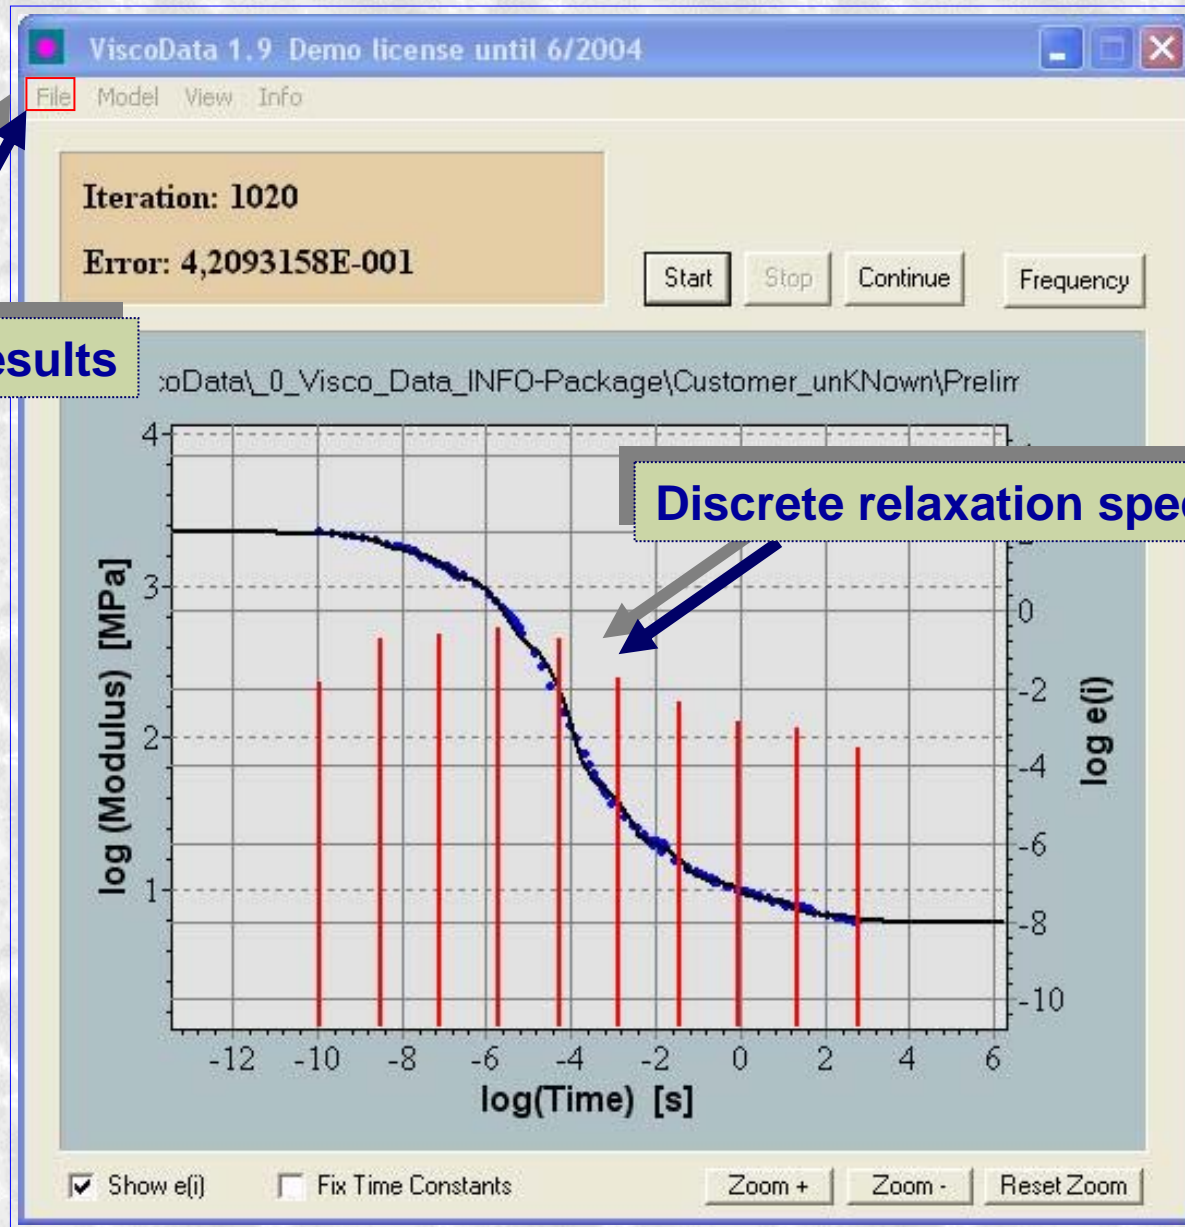 ViscoData 1.9 Demo license until 6/2004
File Model View Info
Iteration: 1020
Error: 4,2093158E-001
Start Stop Continue Frequency
esults
:oData\_0_Visco_Data_INFO-Package\Customer_unKNown\Prelim
Discrete relaxation spec
log (Modulus) [MPa]
4
3
2
1
0
-2
-4
-6
-8
-10
log e(i)
-12 -10 -8 -6 -4 -2 0 2 4 6
log(Time) [s]
Show e(i) Fix Time Constants Zoom + Zoom - Reset Zoom